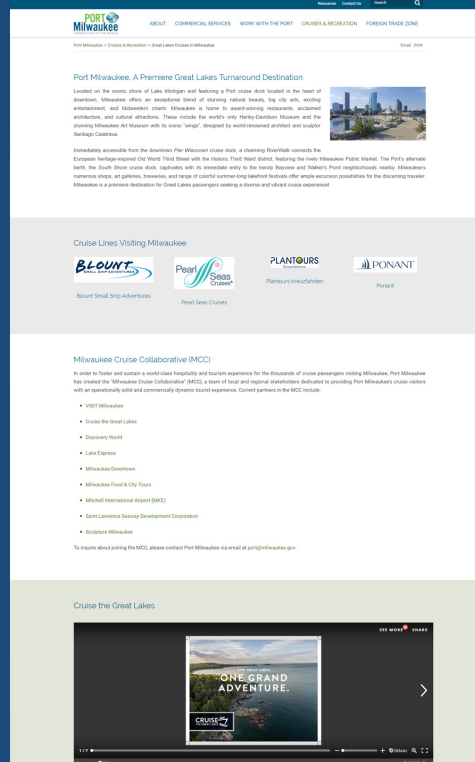 Resources Contact Us Search
PORT
Milwaukee
ABOUT COMMERCIAL SERVICES WORK WITH THE PORT CRUISES & RECREATION FOREIGN TRADE ZONE
Port Milwaukee > Cruises & Recreation > Great Lakes Cruises in Milwaukee
Email Print
Port Milwaukee, A Premiere Great Lakes Turnaround Destination
Located on the scenic shore of Lake Michigan and featuring a Port cruise dock located in the heart of
downtown, Milwaukee offers an exceptional blend of stunning natural beauty, big city arts, exciting
entertainment, and Midwestern charm. Milwaukee is home to award-winning restaurants, acclaimed
architecture, and cultural attractions. These include the world's only Harley-Davidson Museum and the
stunning Milwaukee Art Museum with its iconic "wings", designed by world-renowned architect and sculptor
Santiago Calatrava.
Immediately accessible from the downtown Pier Wisconsin cruise dock, a charming RiverWalk connects the
European heritage-inspired Old World Third Street with the Historic Third Ward district, featuring the lively Milwaukee Public Market. The Port's alternate
berth, the South Shore cruise dock, captivates with its immediate entry to the trendy Bayview and Walker's Point neighborhoods nearby. Milwaukee's
numerous shops, art galleries, breweries, and range of colorful summer-long lakefront festivals offer ample excursion possibilities for the discerning traveler.
Milwaukee is a premiere destination for Great Lakes passengers seeking a diverse and vibrant cruise experience!
Cruise Lines Visiting Milwaukee
BLOUNT
SMALL SHIP ADVENTURES
Pearl Seas
Cruises
PLANTOURS
Kreuzfahrten
PONANT
Blount Small Ship Adventures
Pearl Seas Cruises
Plantours Kreuzfahrten
Ponant
Milwaukee Cruise Collaborative (MCC)
In order to foster and sustain a world-class hospitality and tourism experience for the thousands of cruise passengers visiting Milwaukee, Port Milwaukee
has created the "Milwaukee Cruise Collaborative" (MCC), a team of local and regional stakeholders dedicated to providing Port Milwaukee's cruise visitors
with an operationally solid and commercially dynamic tourist experience. Current partners in the MCC include:
• VISIT Milwaukee
• Cruise the Great Lakes
• Discovery World
• Lake Express
• Milwaukee Downtown
• Milwaukee Food & City Tours
• Mitchell International Airport (MKE)
• Saint Lawrence Seaway Development Corporation
• Sculpture Milwaukee
To inquire about joining the MCC, please contact Port Milwaukee via email at port@milwaukee.gov.
Cruise the Great Lakes
SEE MORE SHARE
ONE GRAND
ADVENTURE.
CRUISE
1/7
issuu